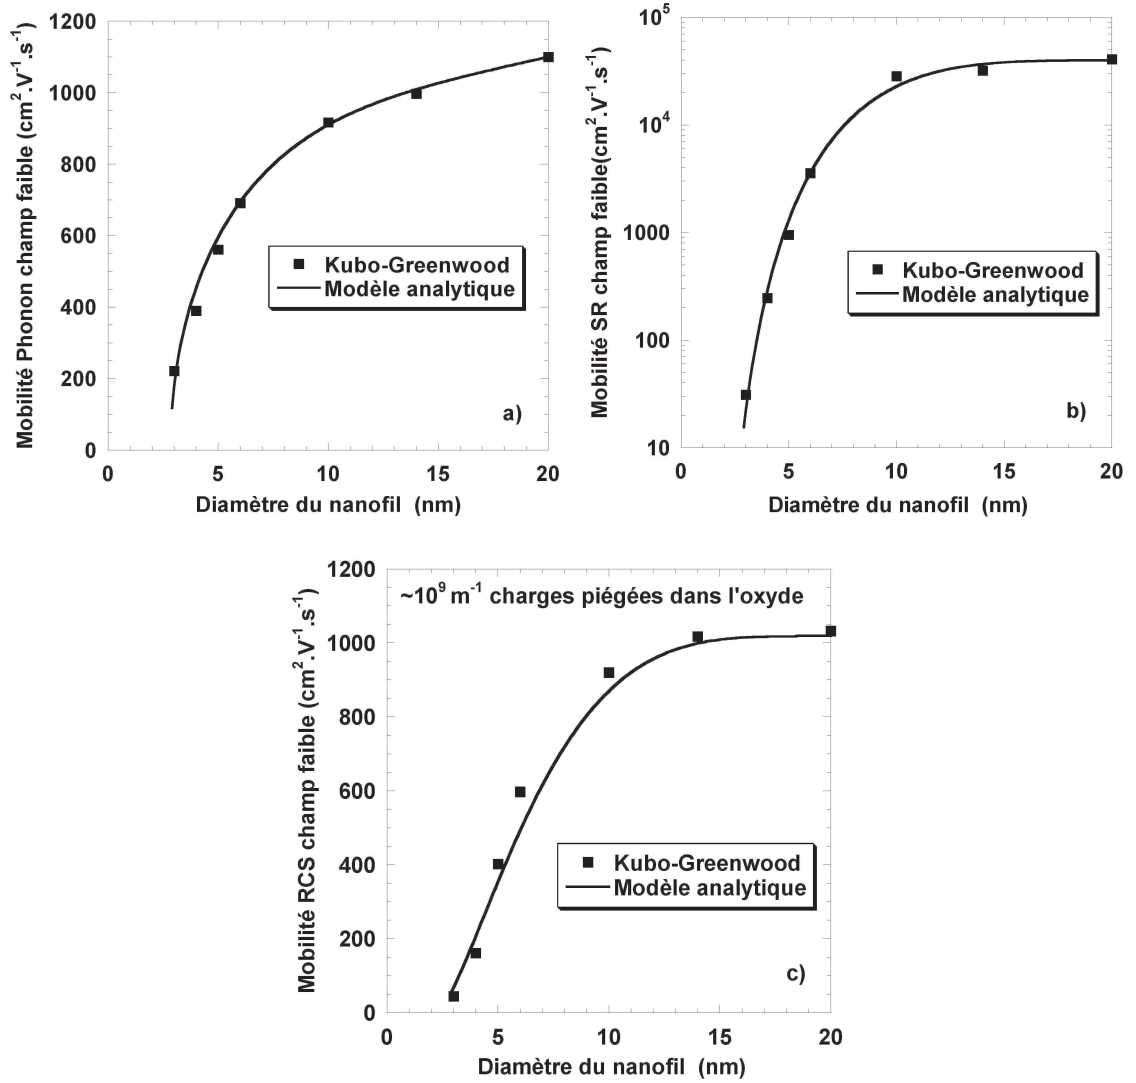 Mobilité Phonon champ faible (cm².V⁻¹.s⁻¹)
1200
1000
800
600
400
200
0
Kubo-Greenwood
Modèle analytique
a)
0 5 10 15 20
Diamètre du nanofil (nm)
Mobilité SR champ faible(cm².V⁻¹.s⁻¹)
10⁵
10⁴
1000
100
10
Kubo-Greenwood
Modèle analytique
b)
0 5 10 15 20
Diamètre du nanofil (nm)
Mobilité RCS champ faible (cm².V⁻¹.s⁻¹)
1200
1000
800
600
400
200
0
~10⁹ m⁻¹ charges piégées dans l'oxyde
Kubo-Greenwood
Modèle analytique
c)
0 5 10 15 20
Diamètre du nanofil (nm)